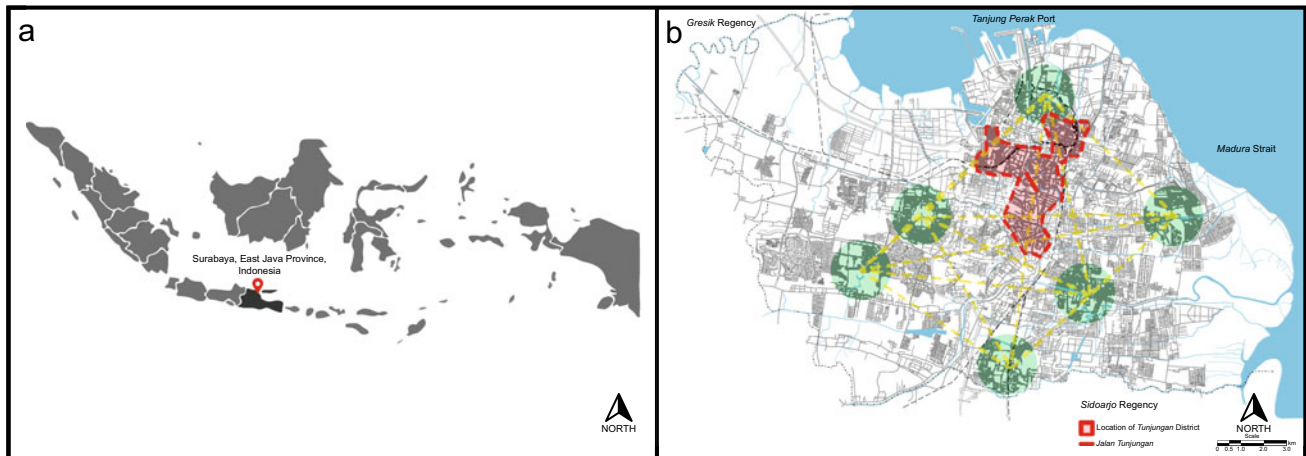 a
Surabaya, East Java Province,
Indonesia
NORTH
b
Gresik Regency
Tanjung Perak Port
Madura Strait
Sidoarjo Regency
Location of Tunjungan District
Jalan Tunjungan
NORTH
Scale
km
0 0.5 1.0 2.0 3.0